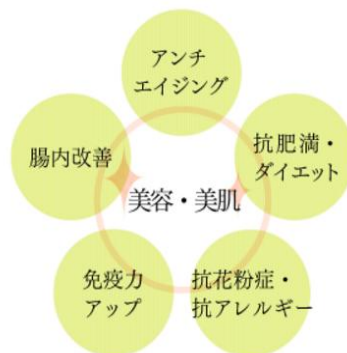 アンチ
エイジング
腸内改善
抗肥満・
ダイエット
美容・美肌
免疫力
アップ
抗花粉症・
抗アレルギー